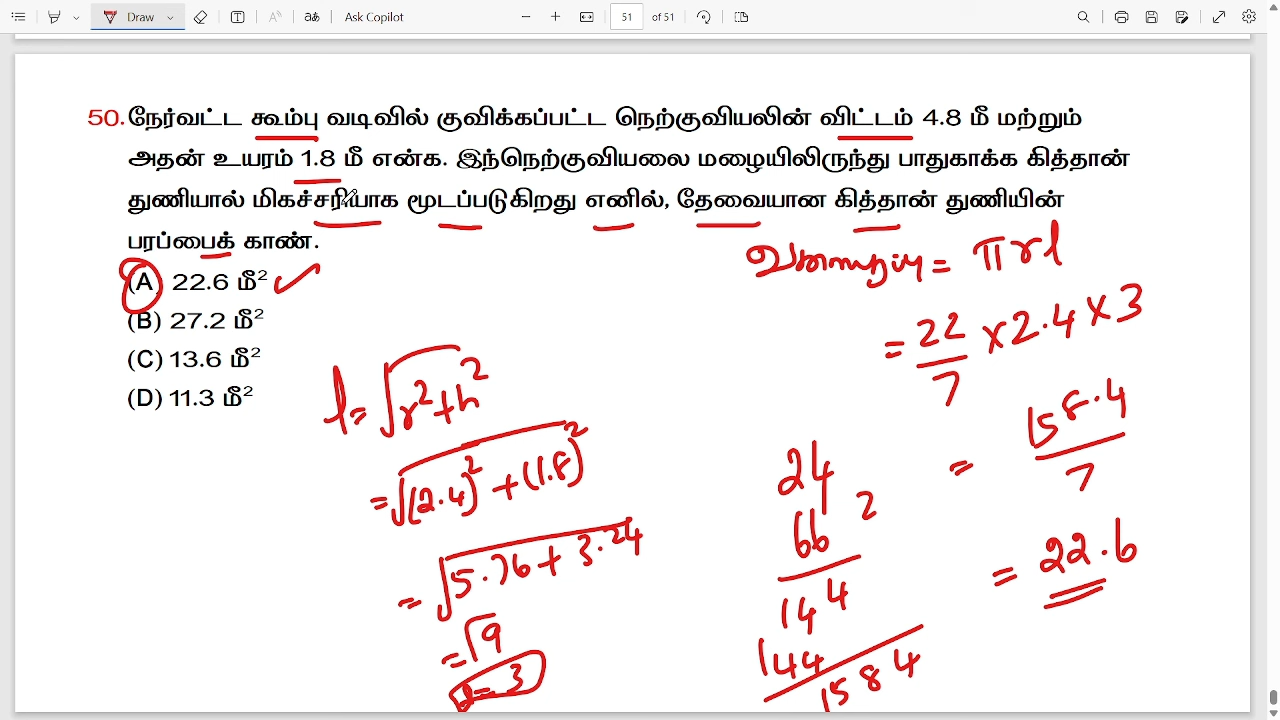 Draw
Ask Copilot
51 of 51
50. நேர்வட்ட கூம்பு வடிவில் குவிக்கப்பட்ட நெற்குவியலின் விட்டம் 4.8 மீ மற்றும்
அதன் உயரம் 1.8 மீ என்க. இந்நெற்குவியலை மழையிலிருந்து பாதுகாக்க கித்தான்
துணியால் மிகச்சரியாக மூடப்படுகிறது எனில், தேவையான கித்தான் துணியின்
பரப்பைக் காண்.
(A) 22.6 மீ²
(B) 27.2 மீ²
(C) 13.6 மீ²
(D) 11.3 மீ²
l = √r² + h²
= √(2.4)² + (1.8)²
= √5.76 + 3.24
= √9
l = 3
= πrl
= 22/7 × 2.4 × 3
= 158.4/7
= 22.6
24
66 2
144
144
1584